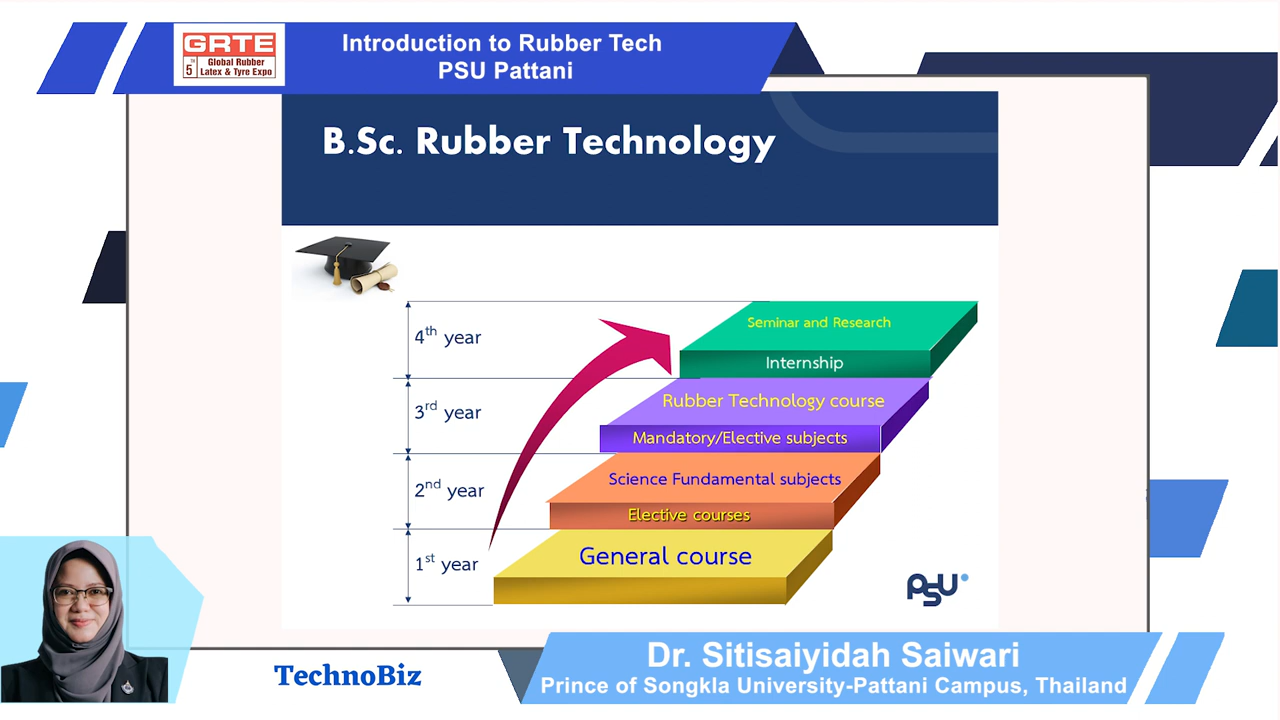 GRTE
5th
Global Rubber
Latex & Tyre Expo
Introduction to Rubber Tech
PSU Pattani
B.Sc. Rubber Technology
4th year
Seminar and Research
Internship
3rd year
Rubber Technology course
Mandatory/Elective subjects
2nd year
Science Fundamental subjects
Elective courses
1st year
General course
PSU
TechnoBiz
Dr. Sitisaiyidah Saiwari
Prince of Songkla University-Pattani Campus, Thailand